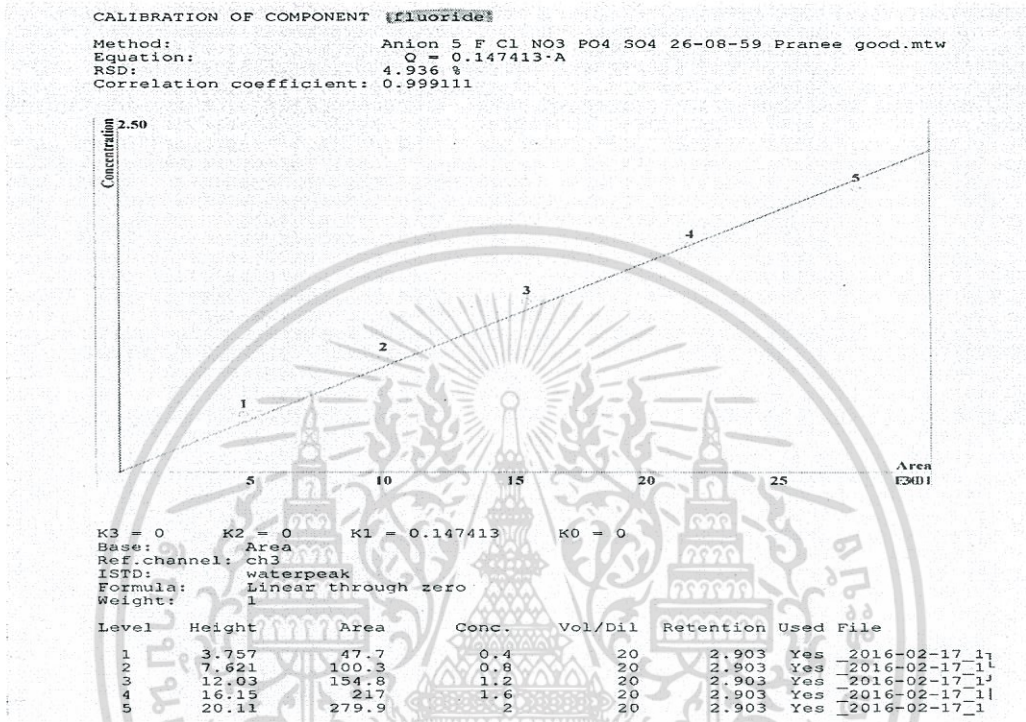 CALIBRATION OF COMPONENT fluoride
Method: Anion 5 F Cl NO3 PO4 SO4 26-08-59 Pranee good.mtw
Equation: Q = 0.147413·A
RSD: 4.936 %
Correlation coefficient: 0.999111
2.50
Concentration
5
4
3
2
1
Area
5 10 15 20 25
K3 = 0 K2 = 0 K1 = 0.147413 K0 = 0
Base: Area
Ref.channel: ch3
ISTD: waterpeak
Formula: Linear through zero
Weight: 1
Level Height Area Conc. Vol/Dil Retention Used File
1 3.757 47.7 0.4 20 2.903 Yes _2016-02-17_1
2 7.621 100.3 0.8 20 2.903 Yes _2016-02-17_1
3 12.03 154.8 1.2 20 2.903 Yes _2016-02-17_1
4 16.15 217 1.6 20 2.903 Yes _2016-02-17_1
5 20.11 279.9 2 20 2.903 Yes _2016-02-17_1